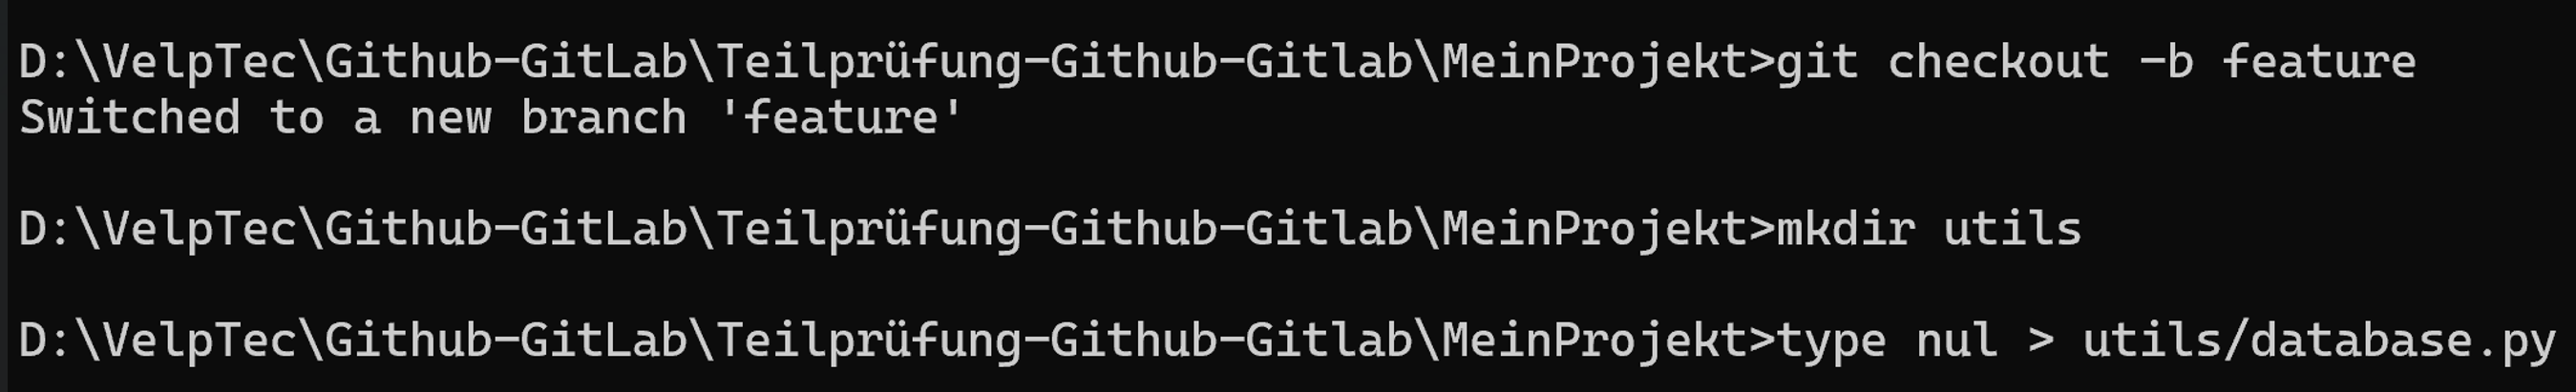 D:\VelpTec\Github-GitLab\Teilprüfung-Github-Gitlab\MeinProjekt>git checkout -b feature
Switched to a new branch 'feature'
D:\VelpTec\Github-GitLab\Teilprüfung-Github-Gitlab\MeinProjekt>mkdir utils
D:\VelpTec\Github-GitLab\Teilprüfung-Github-Gitlab\MeinProjekt>type nul > utils/database.py